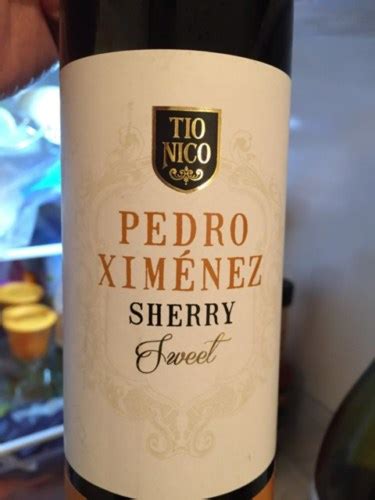 TIO
NICO
PEDRO
XIMÉNEZ
SHERRY
Sweet